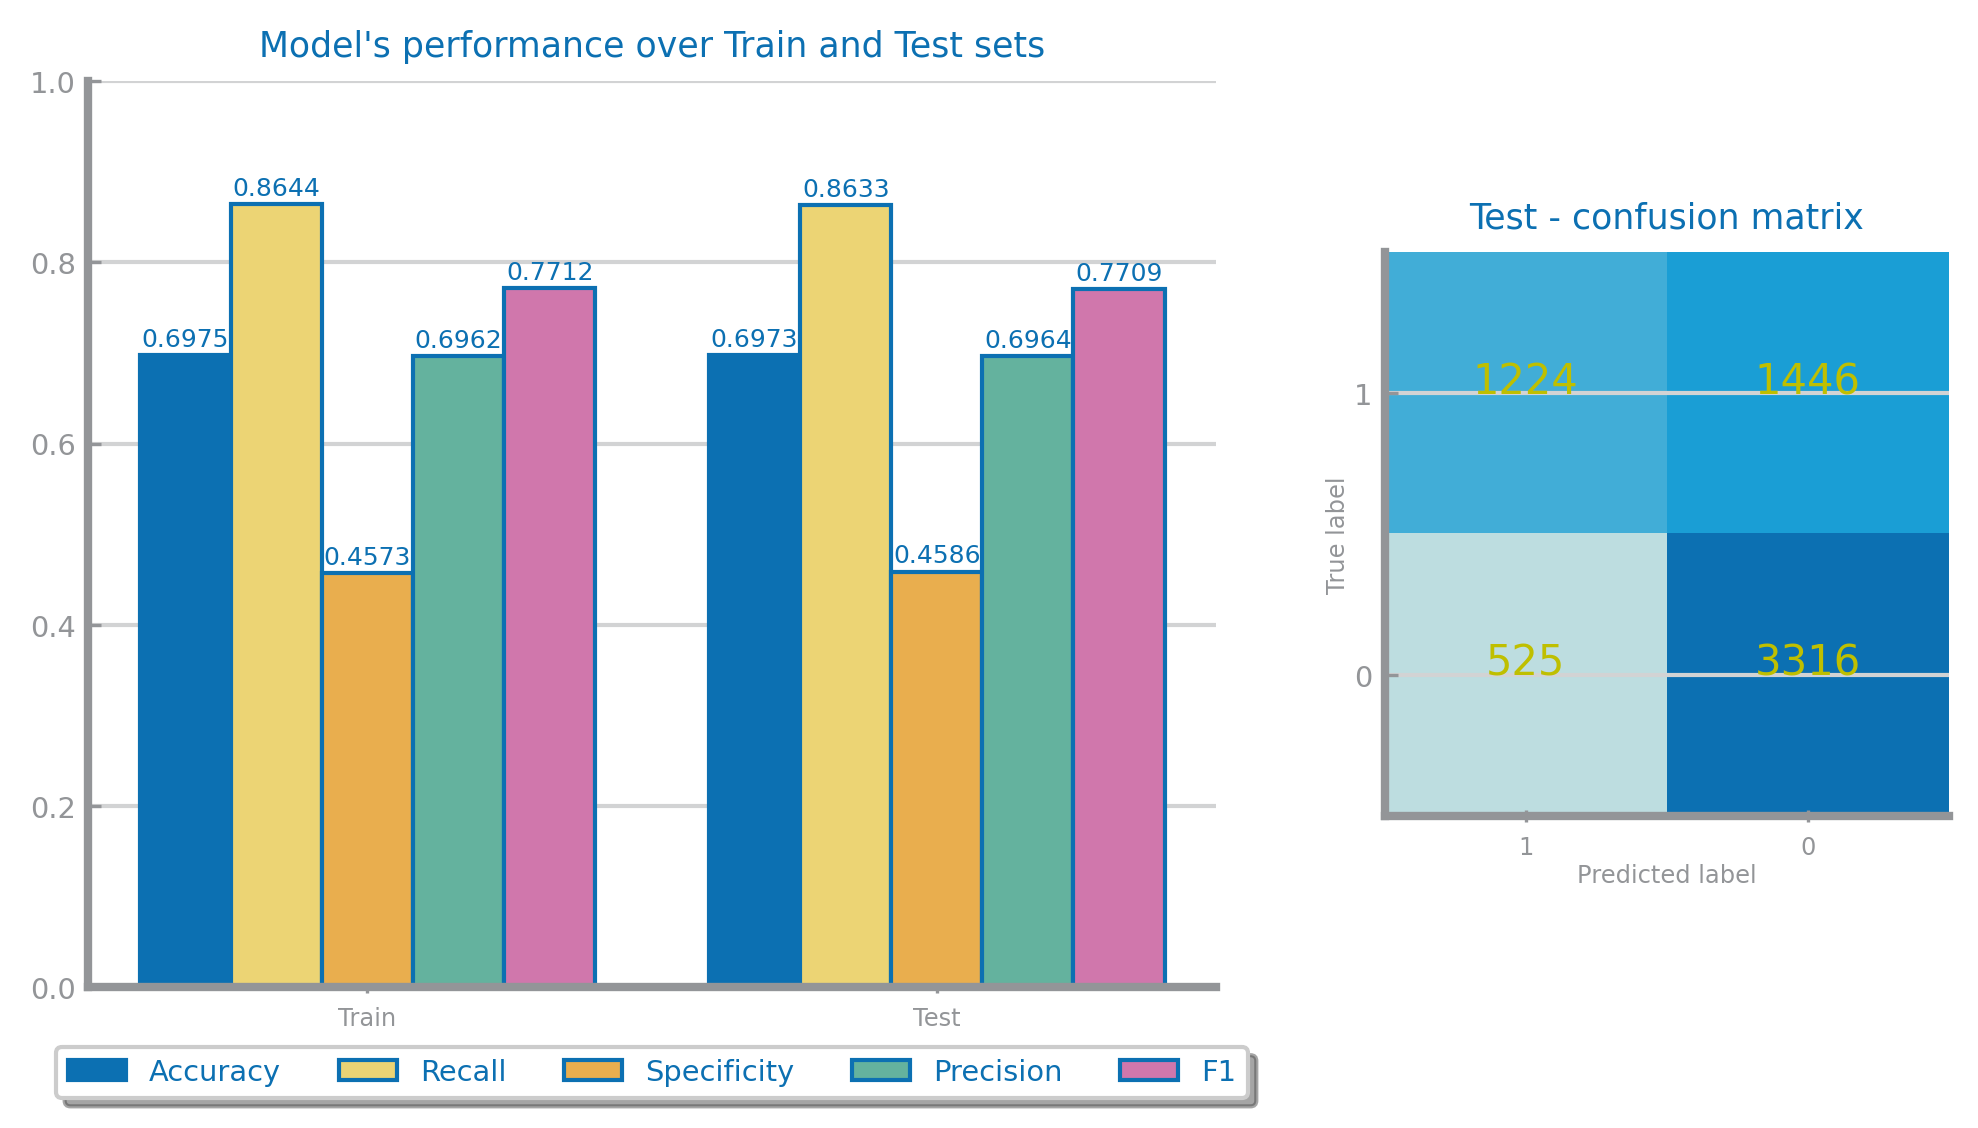 Model's performance over Train and Test sets
1.0
0.8
0.6
0.4
0.2
0.0
0.6975
0.8644
0.4573
0.6962
0.7712
0.6973
0.8633
0.4586
0.6964
0.7709
Train
Test
Accuracy
Recall
Specificity
Precision
F1
Test - confusion matrix
True label
1
0
1224
1446
525
3316
1
0
Predicted label